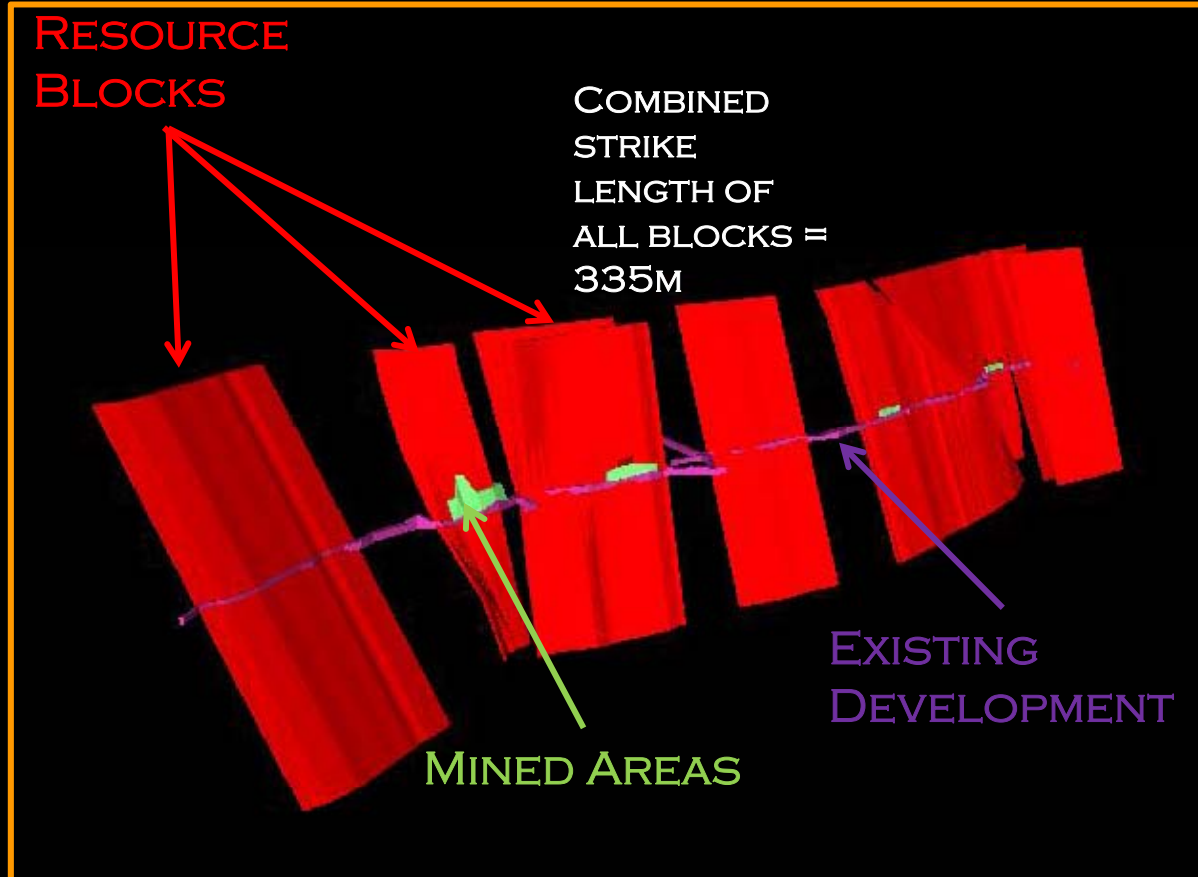 RESOURCE
BLOCKS
COMBINED
STRIKE
LENGTH OF
ALL BLOCKS =
335M
EXISTING
DEVELOPMENT
MINED AREAS